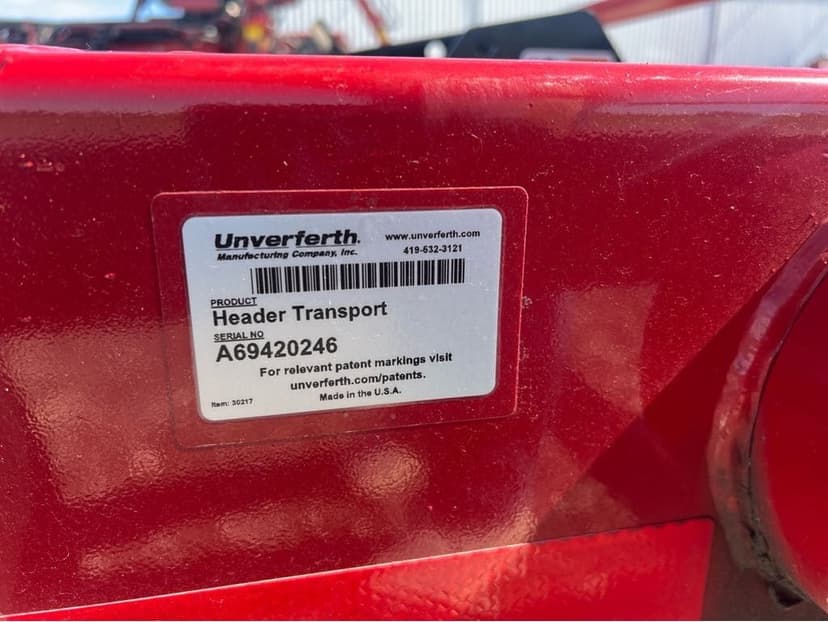 Unverferth. www.unverferth.com
Manufacturing Company, Inc. 419-532-3121
PRODUCT
Header Transport
SERIAL NO
A69420246
For relevant patent markings visit
unverferth.com/patents.
Item: 30217 Made in the U.S.A.